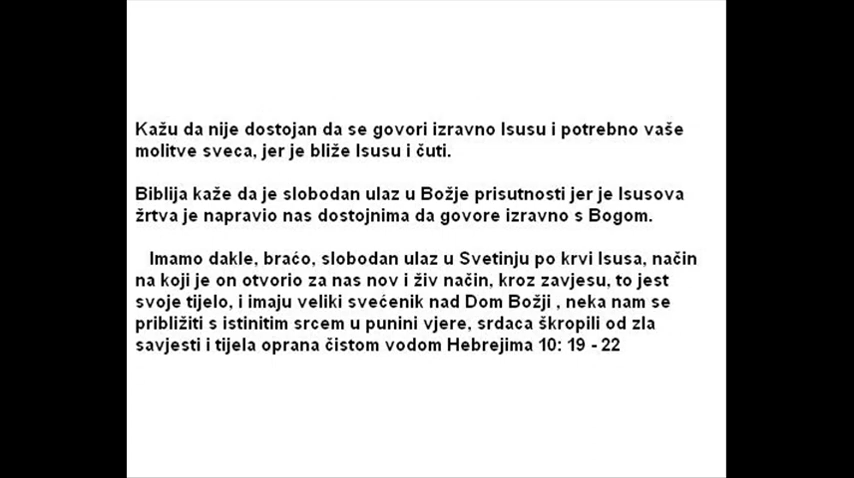 Kažu da nije dostojan da se govori izravno Isusu i potrebno vaše
molitve sveca, jer je bliže Isusu i čuti.
Biblija kaže da je slobodan ulaz u Božje prisutnosti jer je Isusova
žrtva je napravio nas dostojnima da govore izravno s Bogom.
Imamo dakle, braćo, slobodan ulaz u Svetinju po krvi Isusa, način
na koji je on otvorio za nas nov i živ način, kroz zavjesu, to jest
svoje tijelo, i imaju veliki svećenik nad Dom Božji , neka nam se
približiti s istinitim srcem u punini vjere, srdaca škropili od zla
savjesti i tijela oprana čistom vodom Hebrejima 10: 19 - 22